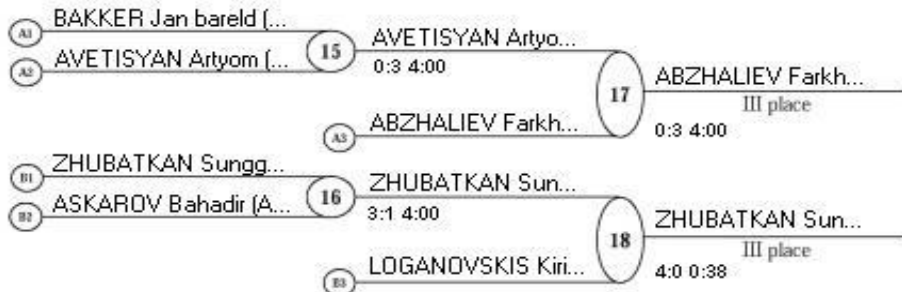 A1 BAKKER Jan bareld (...
A2 AVETISYAN Artyom (...
15
AVETISYAN Artyo...
0:3 4:00
A3 ABZHALIEV Farkh...
17
ABZHALIEV Farkh...
III place
0:3 4:00
B1 ZHUBATKAN Sungg...
B2 ASKAROV Bahadir (A...
16
ZHUBATKAN Sun...
3:1 4:00
B3 LOGANOVSKIS Kiri...
18
ZHUBATKAN Sun...
III place
4:0 0:38